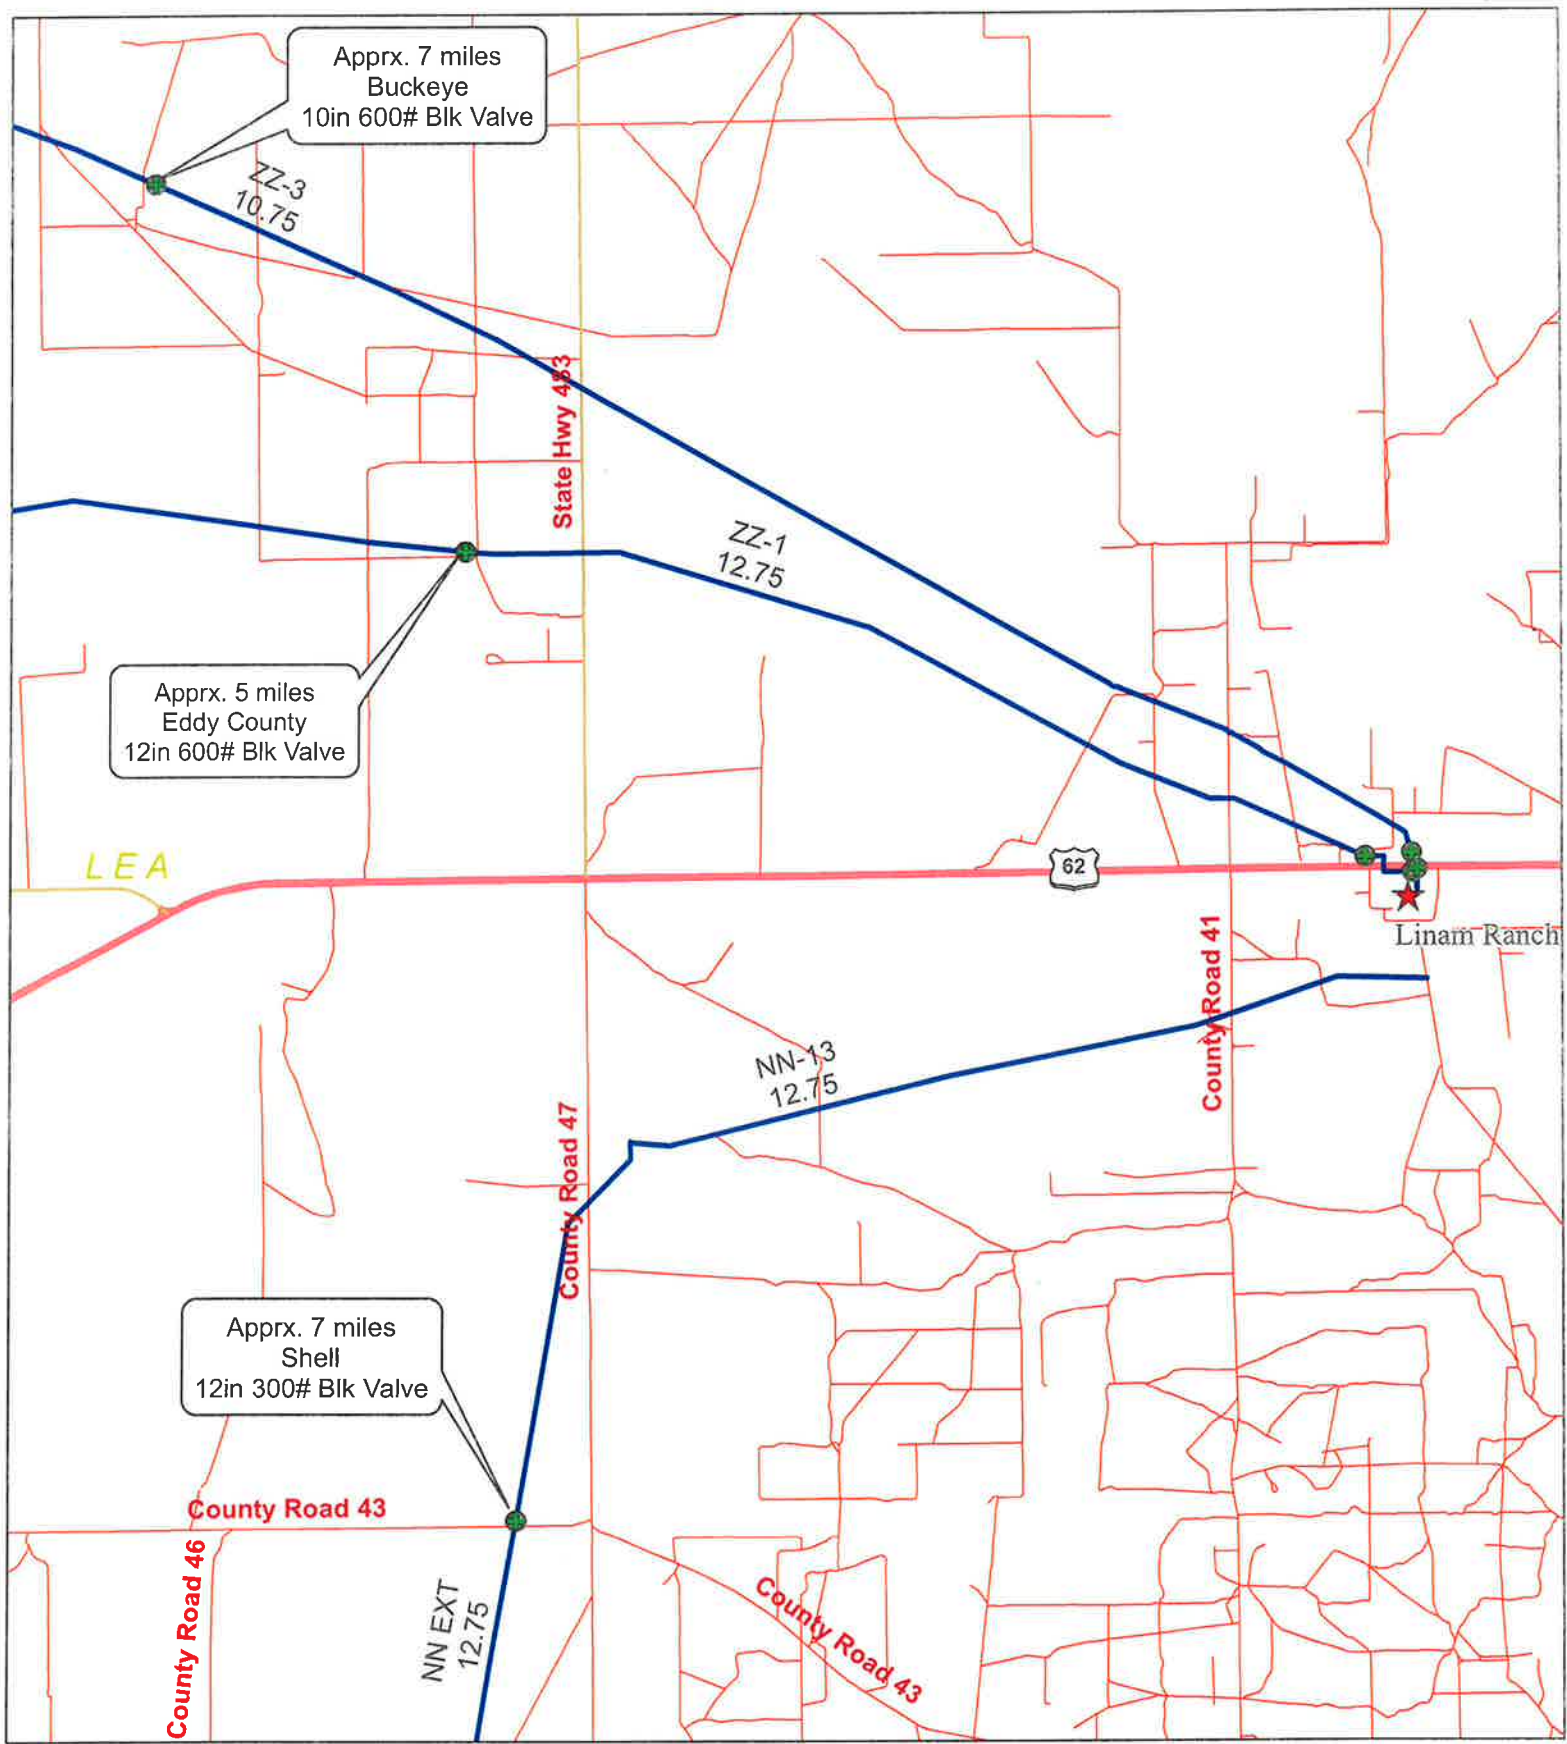 Apprx. 7 miles
Buckeye
10in 600# Blk Valve
ZZ-3
10.75
State Hwy 483
ZZ-1
12.75
Apprx. 5 miles
Eddy County
12in 600# Blk Valve
LEA
62
Linam Ranch
County Road 41
NN-13
12.75
County Road 47
Apprx. 7 miles
Shell
12in 300# Blk Valve
County Road 43
County Road 46
NN EXT
12.75
County Road 43